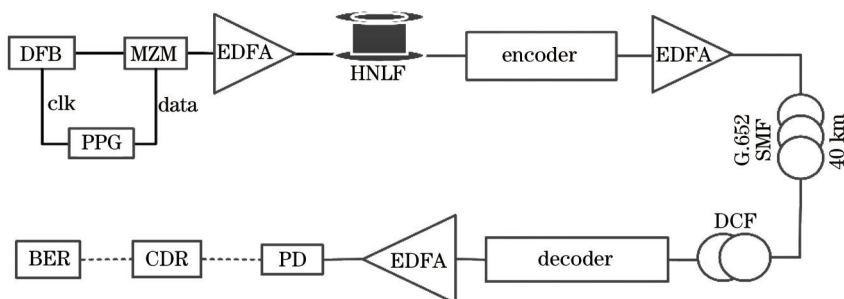 DFB
MZM
EDFA
HNLF
encoder
EDFA
clk
data
PPG
G.652
SMF
40 km
DCF
BER
CDR
PD
EDFA
decoder